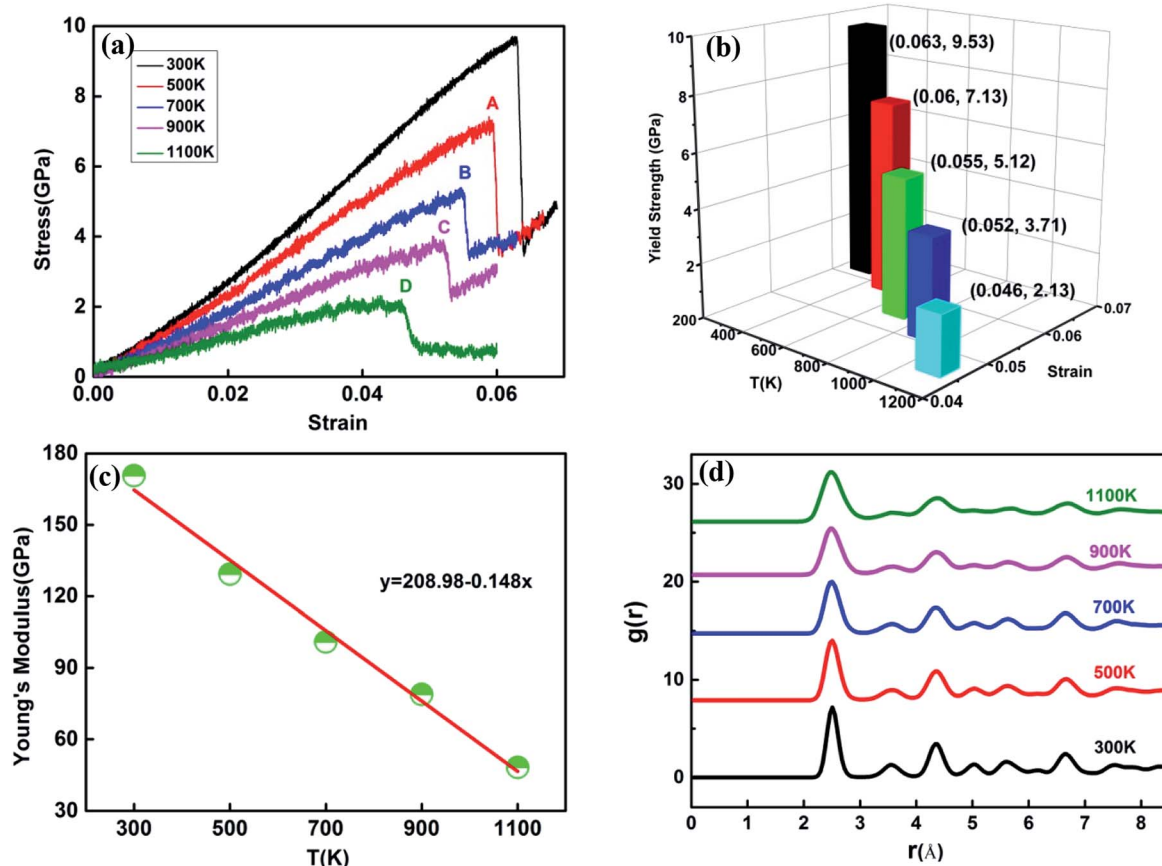 (a)
10
8
6
4
2
0
Stress(GPa)
300K
500K
700K
900K
1100K
A
B
C
D
0.00
0.02
0.04
0.06
Strain
(b)
10
8
6
4
2
Yield Strength (GPa)
(0.063, 9.53)
(0.06, 7.13)
(0.055, 5.12)
(0.052, 3.71)
(0.046, 2.13)
200
400
600
800
1000
1200
T(K)
0.04
0.05
0.06
0.07
Strain
(c)
180
150
120
90
60
30
Young's Modulus(GPa)
y=208.98-0.148x
300
500
700
900
1100
T(K)
(d)
30
20
10
0
g(r)
1100K
900K
700K
500K
300K
0
1
2
3
4
5
6
7
8
r(Å)